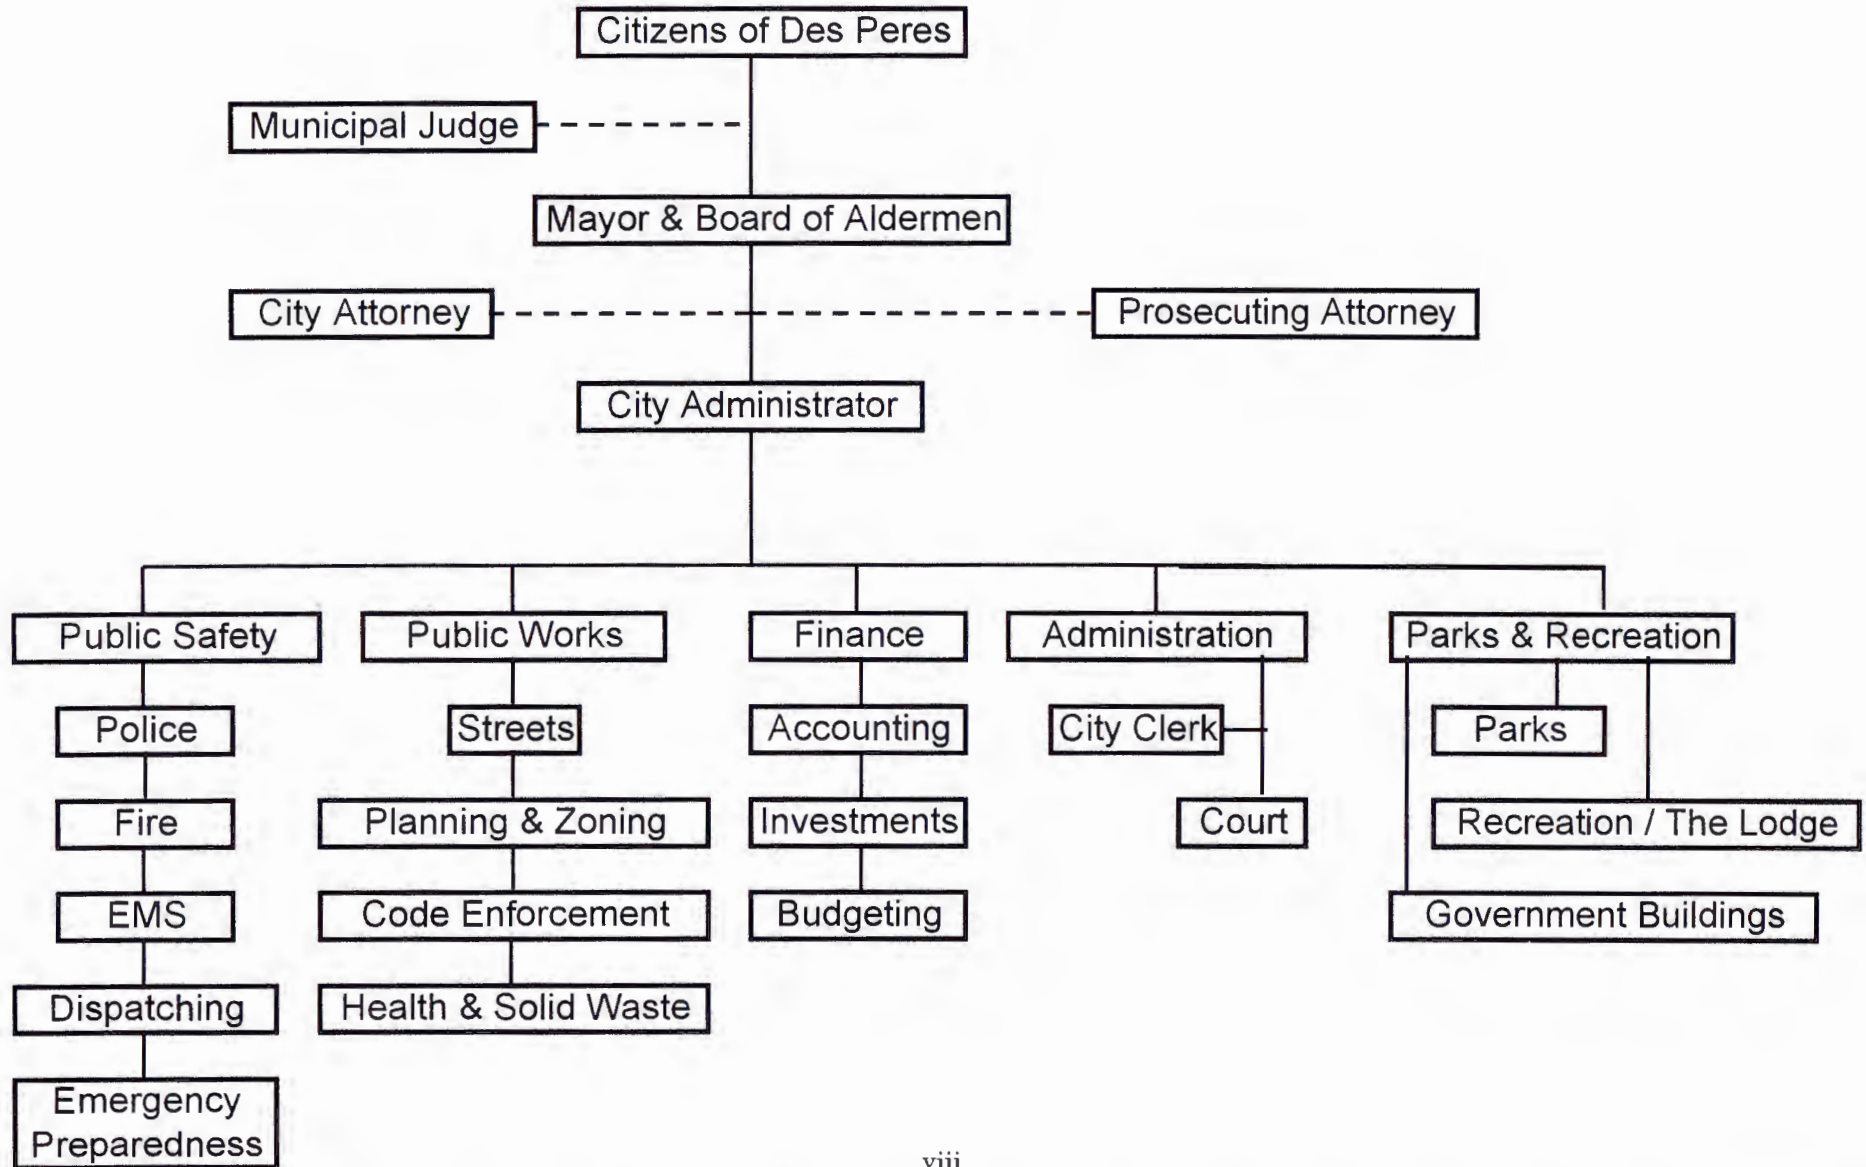 Citizens of Des Peres
Municipal Judge
Mayor & Board of Aldermen
City Attorney
Prosecuting Attorney
City Administrator
Public Safety
Public Works
Finance
Administration
Parks & Recreation
Police
Streets
Accounting
City Clerk
Parks
Fire
Planning & Zoning
Investments
Court
Recreation / The Lodge
EMS
Code Enforcement
Budgeting
Government Buildings
Dispatching
Health & Solid Waste
Emergency
Preparedness
viii